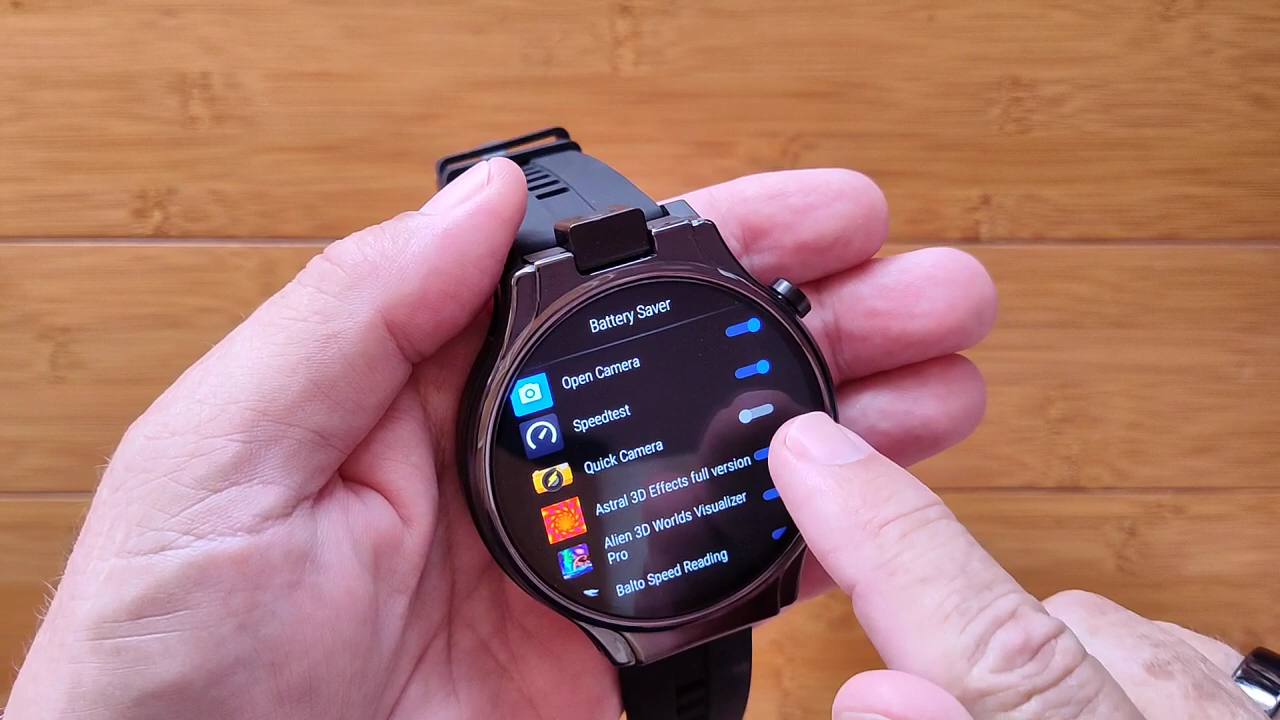 Battery Saver
Open Camera
Speedtest
Quick Camera
Astral 3D Effects full version
Alien 3D Worlds Visualizer
Pro
Balto Speed Reading